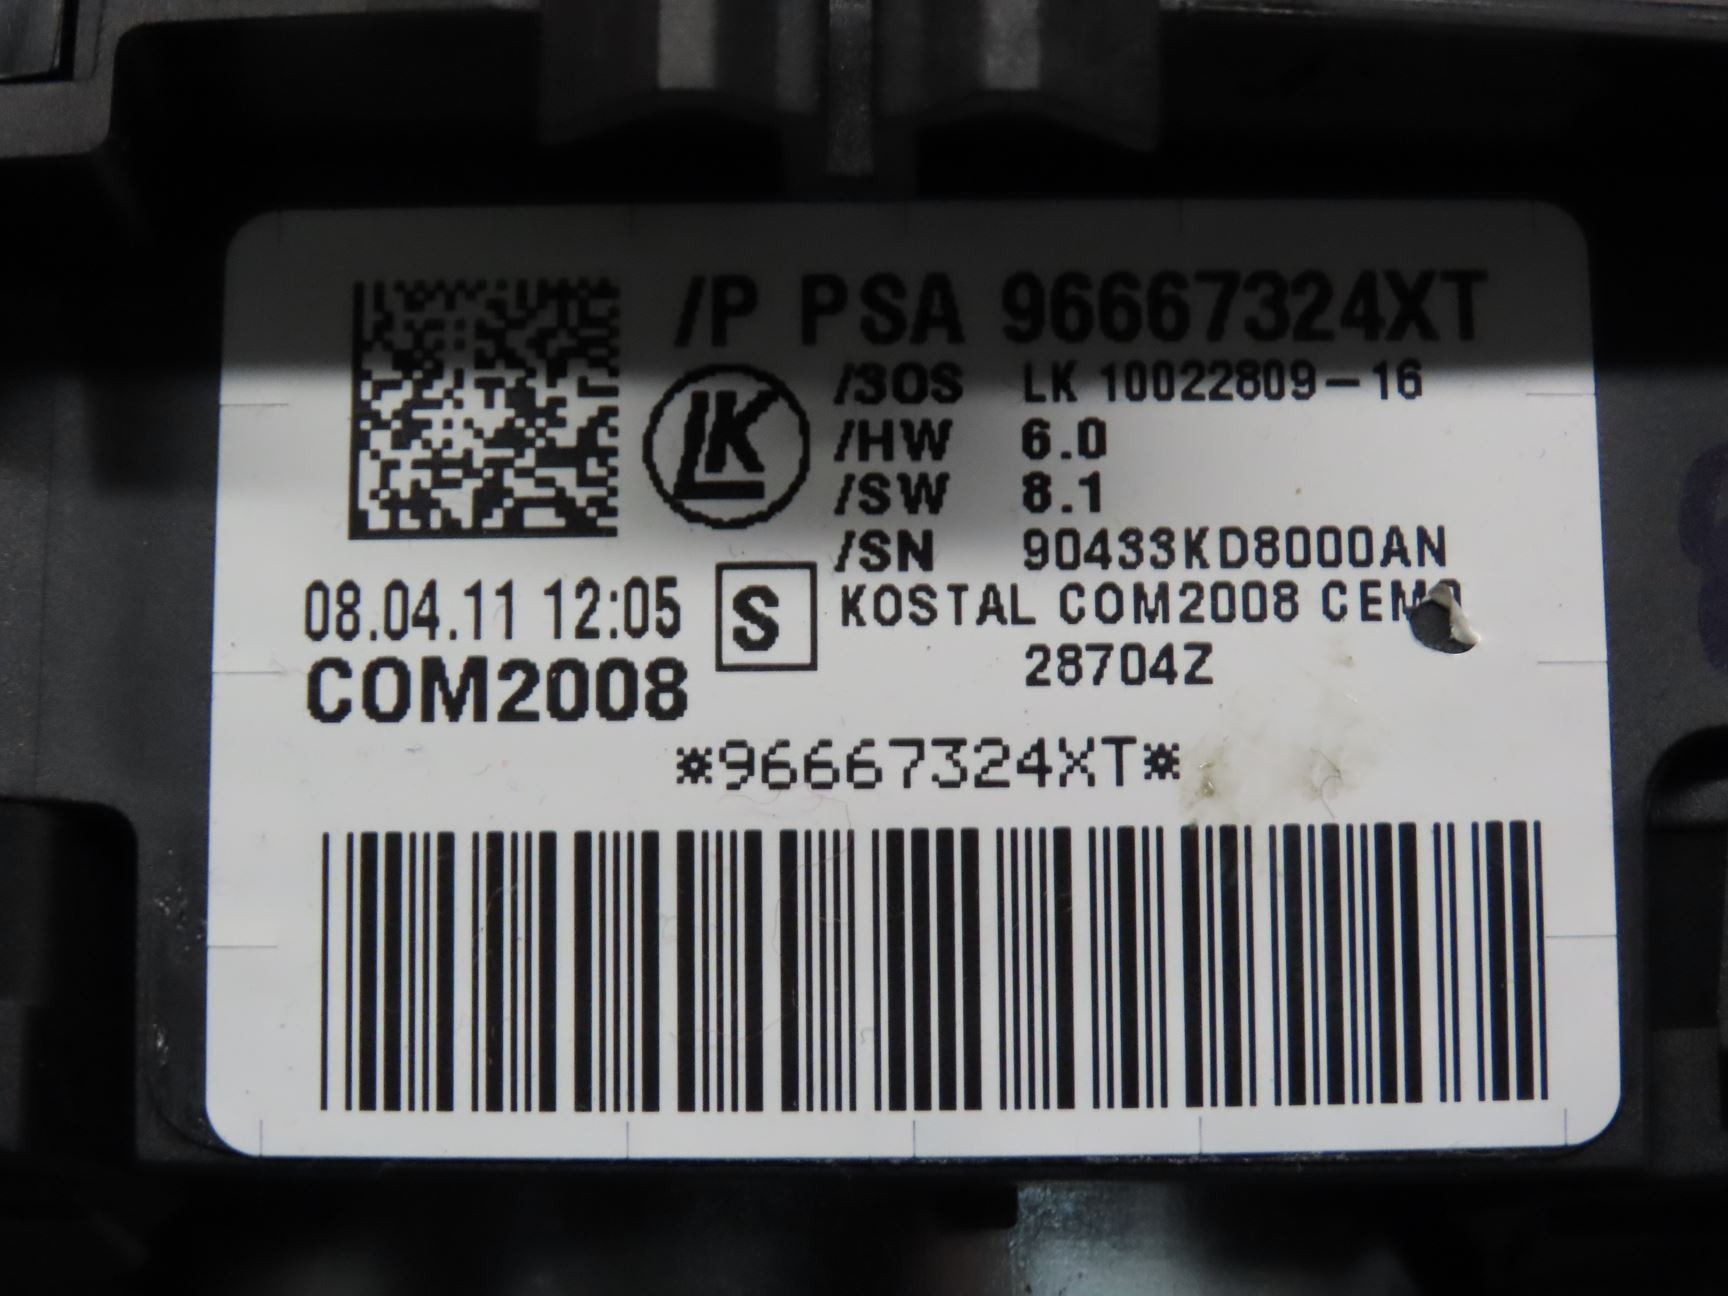 /P PSA 96667324XT
LK
/30S LK 10022809-16
/HW 6.0
/SW 8.1
/SN 90433KD8000AN
08.04.11 12:05
S
KOSTAL COM2008
28704Z
COM2008
*96667324XT*